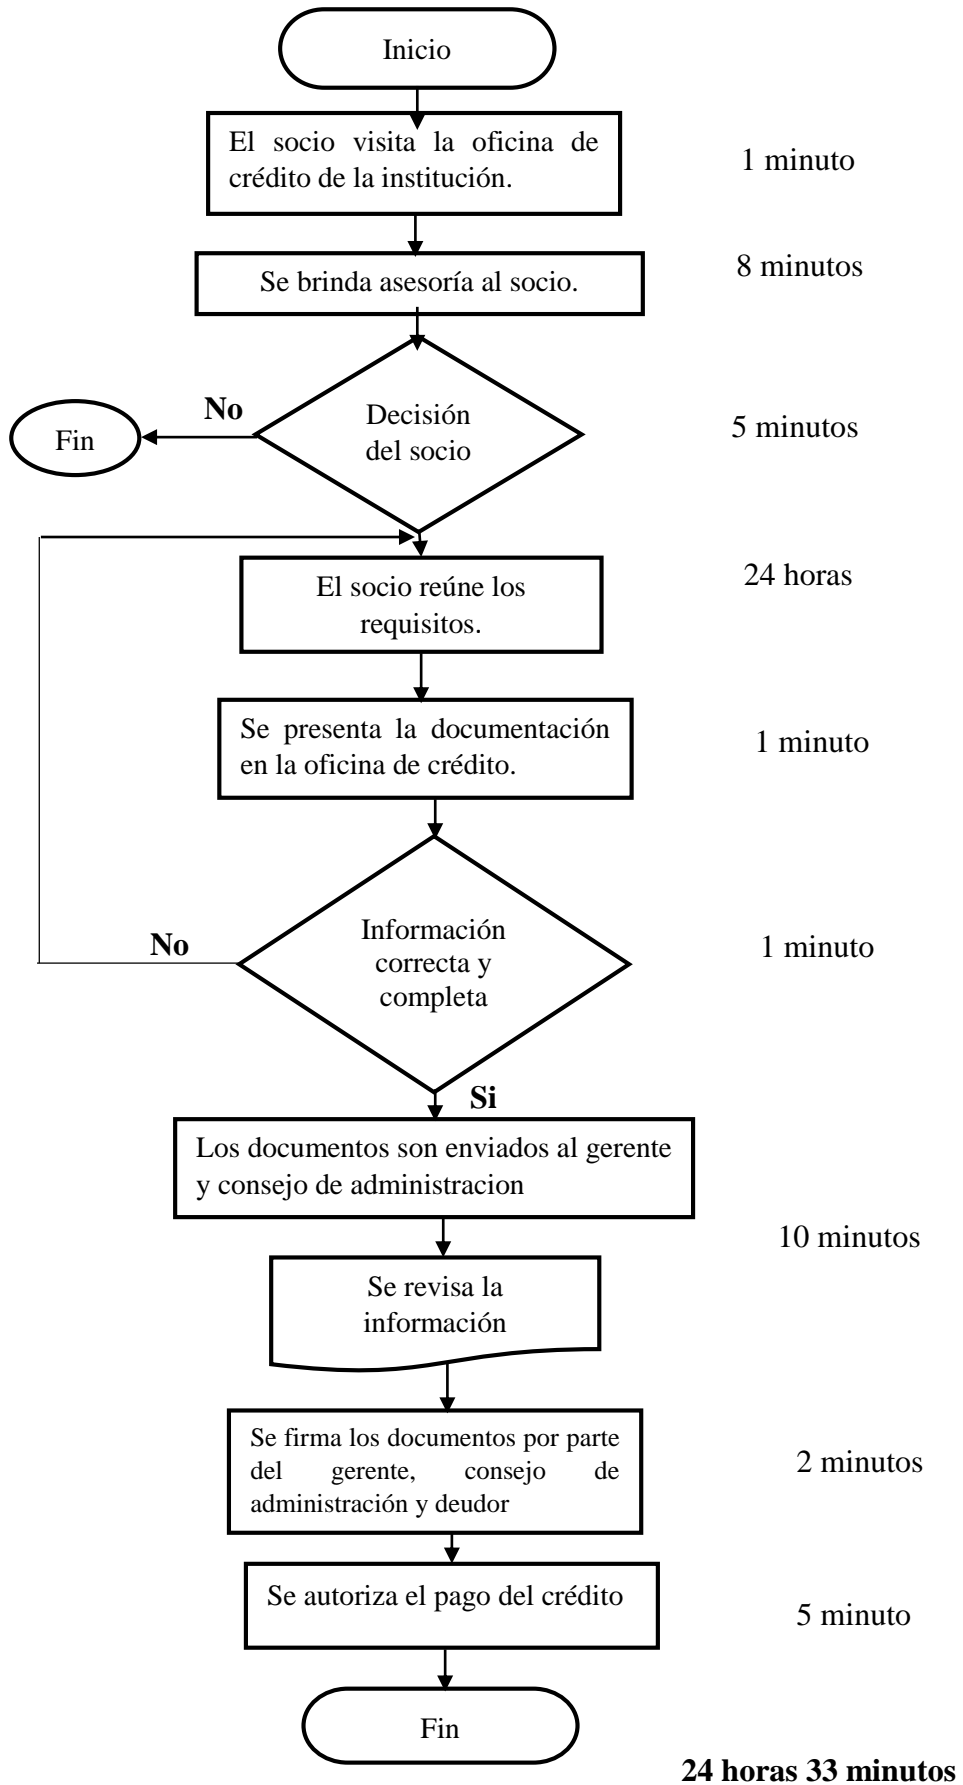 Inicio
El socio visita la oficina de
crédito de la institución.
1 minuto
Se brinda asesoría al socio.
8 minutos
No
Decisión
del socio
Fin
5 minutos
El socio reúne los
requisitos.
24 horas
Se presenta la documentación
en la oficina de crédito.
1 minuto
Información
correcta y
completa
No
1 minuto
Si
Los documentos son enviados al gerente
y consejo de administracion
10 minutos
Se revisa la
información
Se firma los documentos por parte
del gerente, consejo de
administración y deudor
2 minutos
Se autoriza el pago del crédito
5 minuto
Fin
24 horas 33 minutos